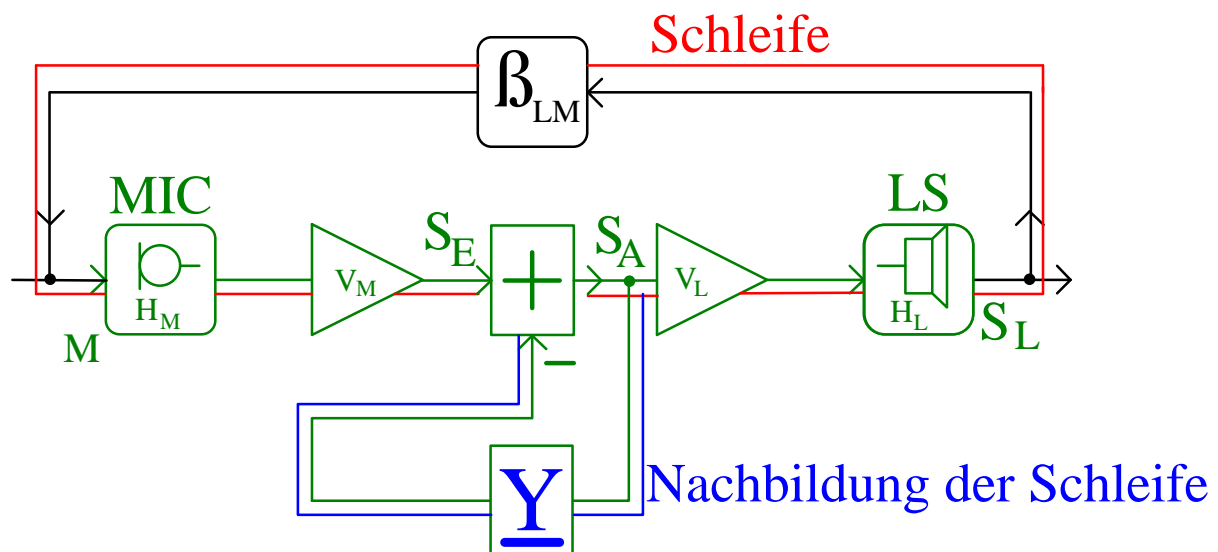 Schleife
ß LM
MIC
LS
S E
S A
V M
V L
+
H M
H L
M
S L
−
Y
Nachbildung der Schleife